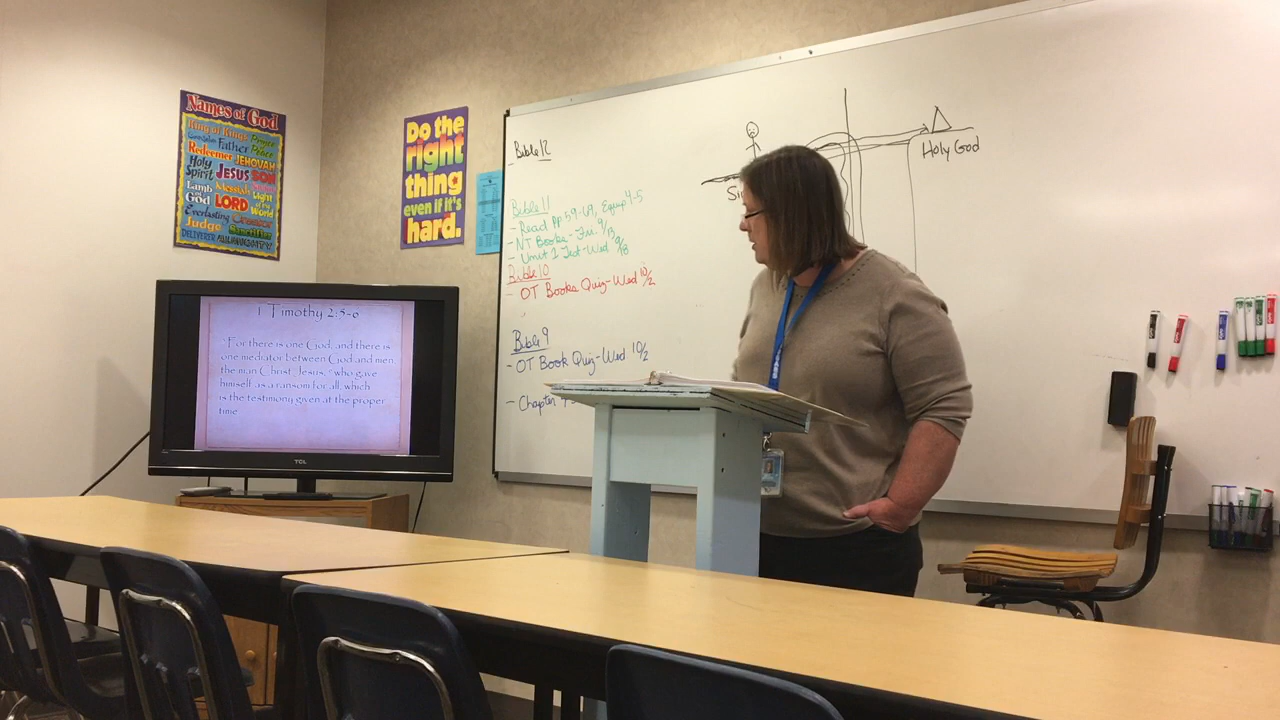 Names of God
King of Kings
Father
Redeemer JEHOVAH
Holy
Spirit JESUS SON
Lamb Messiah Light
of God LORD of the World
Everlasting
Judge
DELIVERER
Do the
right
thing
even if it's
hard.
1 Timothy 2:5-6
"For there is one God, and there is
one mediator between God and men,
the man Christ Jesus, who gave
himself as a ransom for all, which
is the testimony given at the proper
time
TCL
Bible 12
Bible 11
- Read pp 59-69, Equip 4-5
- NT Books - Fri. 9/13
- Unit 1 Test - Wed 9/18
Bible 10
- OT Books Quiz - Wed 10/2
Bible 9
- OT Book Quiz - Wed 10/2
- Chapter
Holy God